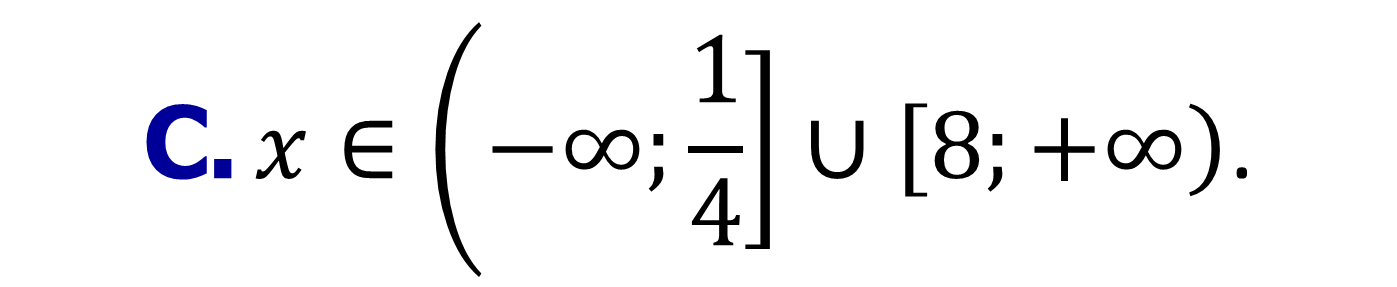 C. x ∈ (−∞; 1/4] ∪ [8; +∞).